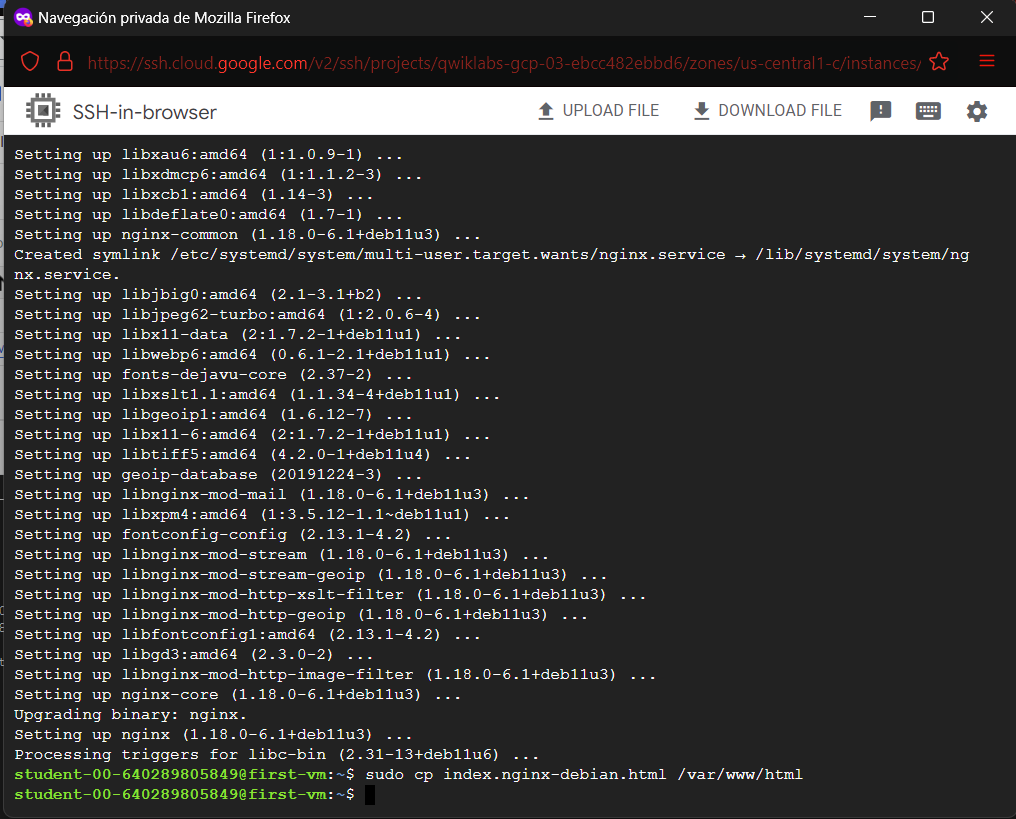 Navegación privada de Mozilla Firefox
https://ssh.cloud.google.com/v2/ssh/projects/qwiklabs-gcp-03-ebcc482ebbd6/zones/us-central1-c/instances/
SSH-in-browser
UPLOAD FILE
DOWNLOAD FILE
Setting up libxau6:amd64 (1:1.0.9-1) ...
Setting up libxdmcp6:amd64 (1:1.1.2-3) ...
Setting up libxcb1:amd64 (1.14-3) ...
Setting up libdeflate0:amd64 (1.7-1) ...
Setting up nginx-common (1.18.0-6.1+deb11u3) ...
Created symlink /etc/systemd/system/multi-user.target.wants/nginx.service → /lib/systemd/system/ng
nx.service.
Setting up libjbig0:amd64 (2.1-3.1+b2) ...
Setting up libjpeg62-turbo:amd64 (1:2.0.6-4) ...
Setting up libx11-data (2:1.7.2-1+deb11u1) ...
Setting up libwebp6:amd64 (0.6.1-2.1+deb11u1) ...
Setting up fonts-dejavu-core (2.37-2) ...
Setting up libxslt1.1:amd64 (1.1.34-4+deb11u1) ...
Setting up libgeoip1:amd64 (1.6.12-7) ...
Setting up libx11-6:amd64 (2:1.7.2-1+deb11u1) ...
Setting up libtiff5:amd64 (4.2.0-1+deb11u4) ...
Setting up geoip-database (20191224-3) ...
Setting up libnginx-mod-mail (1.18.0-6.1+deb11u3) ...
Setting up libxpm4:amd64 (1:3.5.12-1.1~deb11u1) ...
Setting up fontconfig-config (2.13.1-4.2) ...
Setting up libnginx-mod-stream (1.18.0-6.1+deb11u3) ...
Setting up libnginx-mod-stream-geoip (1.18.0-6.1+deb11u3) ...
Setting up libnginx-mod-http-xslt-filter (1.18.0-6.1+deb11u3) ...
Setting up libnginx-mod-http-geoip (1.18.0-6.1+deb11u3) ...
Setting up libfontconfig1:amd64 (2.13.1-4.2) ...
Setting up libgd3:amd64 (2.3.0-2) ...
Setting up libnginx-mod-http-image-filter (1.18.0-6.1+deb11u3) ...
Setting up nginx-core (1.18.0-6.1+deb11u3) ...
Upgrading binary: nginx.
Setting up nginx (1.18.0-6.1+deb11u3) ...
Processing triggers for libc-bin (2.31-13+deb11u6) ...
student-00-640289805849@first-vm:~$ sudo cp index.nginx-debian.html /var/www/html
student-00-640289805849@first-vm:~$